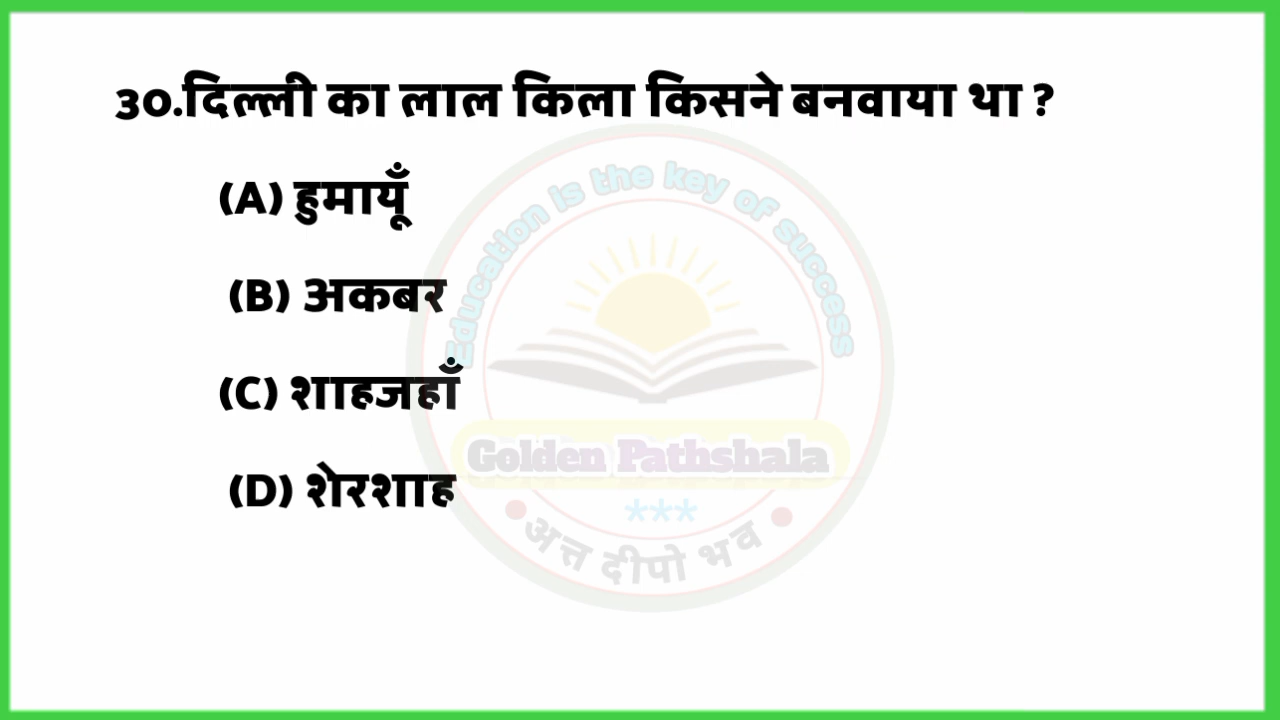 30.दिल्ली का लाल किला किसने बनवाया था ?
(A) हुमायूँ
(B) अकबर
(C) शाहजहाँ
(D) शेरशाह
Education is the key of success
Golden Pathshala
***
अत्त दीपो भव